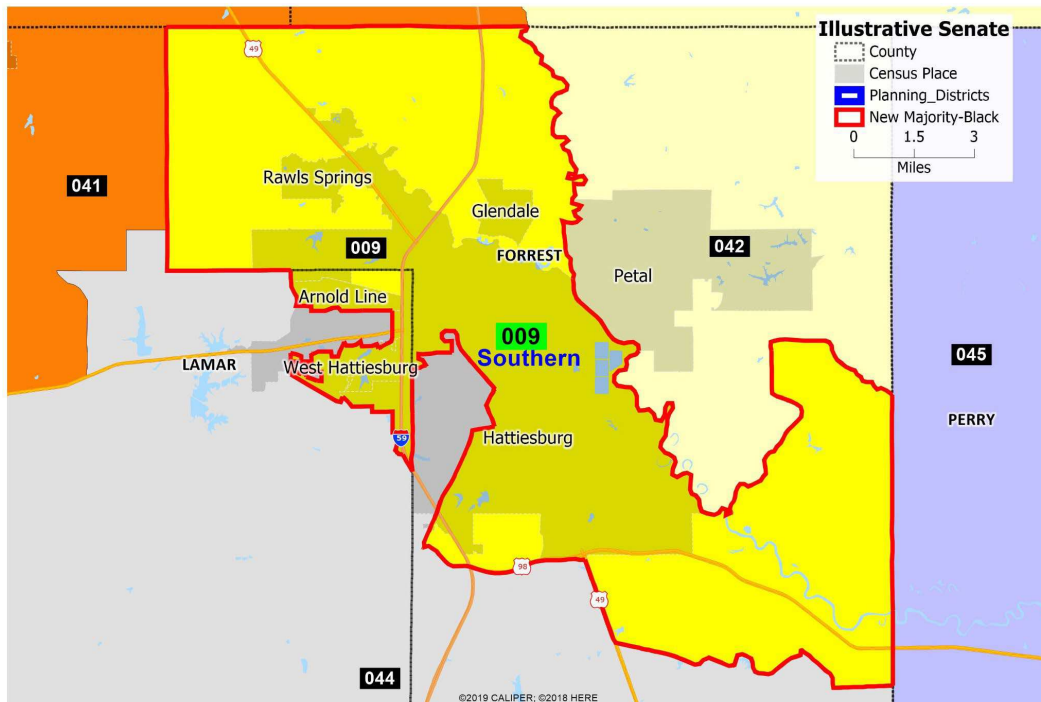 Illustrative Senate
County
Census Place
Planning_Districts
New Majority-Black
0 1.5 3
Miles
49
Rawls Springs
041
Glendale
009
FORREST
042
Petal
Arnold Line
009
Southern
LAMAR
West Hattiesburg
045
PERRY
59
Hattiesburg
98
49
044
©2019 CALIPER; ©2018 HERE